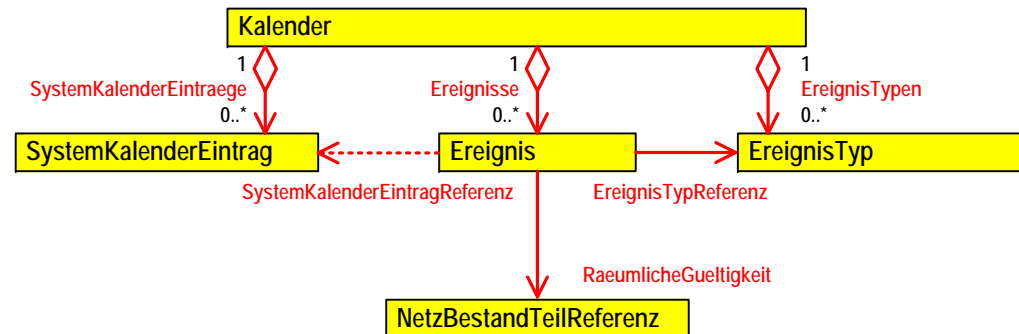 Kalender
1 1 1
SystemKalenderEintraege Ereignisse EreignisTypen
0..* 0..* 0..*
SystemKalenderEintrag Ereignis EreignisTyp
SystemKalenderEintragReferenz EreignisTypReferenz
RaeumlicheGueltigkeit
NetzBestandTeilReferenz